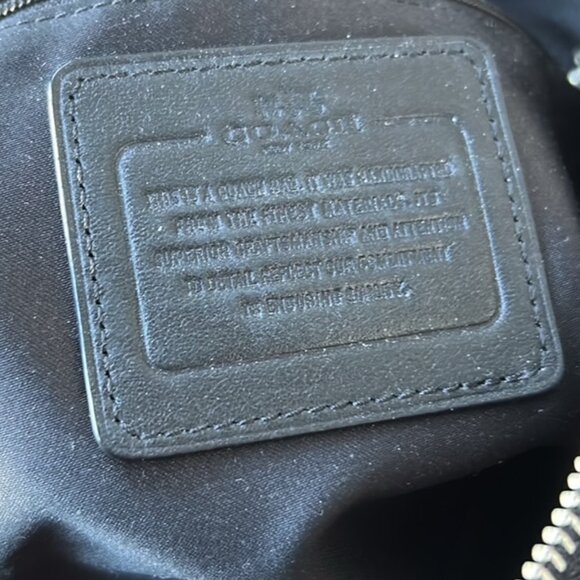 COACH
NEW YORK
THIS IS A COACH BAG. IT WAS HANDCRAFTED
FROM THE FINEST MATERIALS. ITS
SUPERIOR CRAFTSMANSHIP AND ATTENTION
TO DETAIL REFLECT OUR COMMITMENT
TO ENDURING QUALITY.